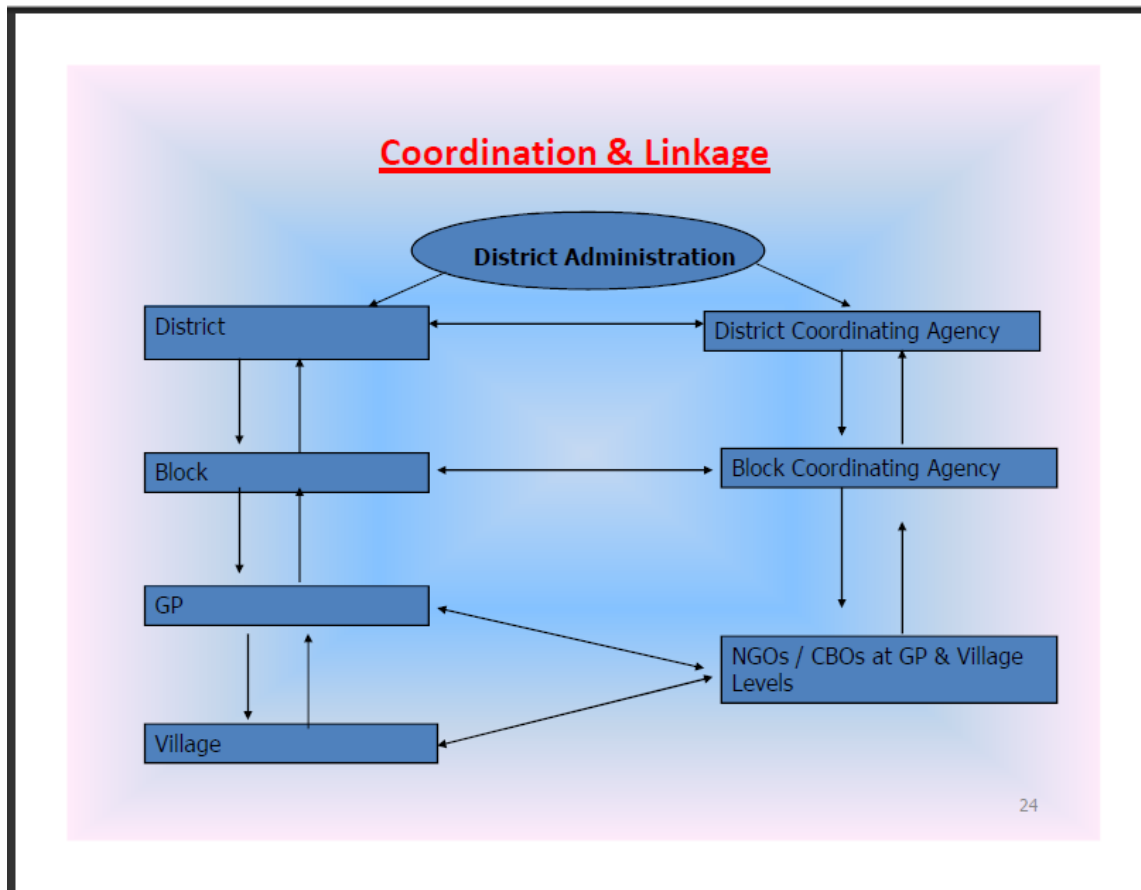 Coordination & Linkage
District Administration
District
District Coordinating Agency
Block
Block Coordinating Agency
GP
NGOs / CBOs at GP & Village
Levels
Village
24